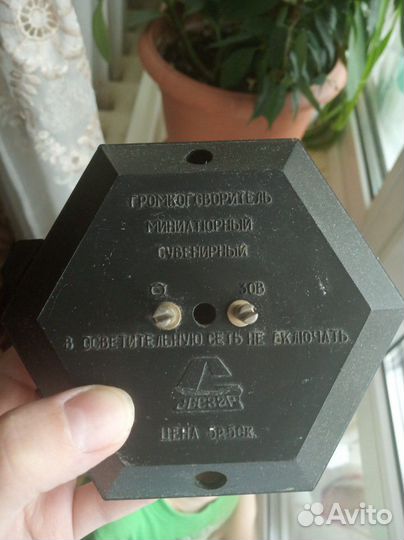 ГРОМКОГОВОРИТЕЛЬ
МИНИАТЮРНЫЙ
СУВЕНИРНЫЙ
30В
В ОСВЕТИТЕЛЬНУЮ СЕТЬ НЕ ВКЛЮЧАТЬ
ЦЕНА
Avito